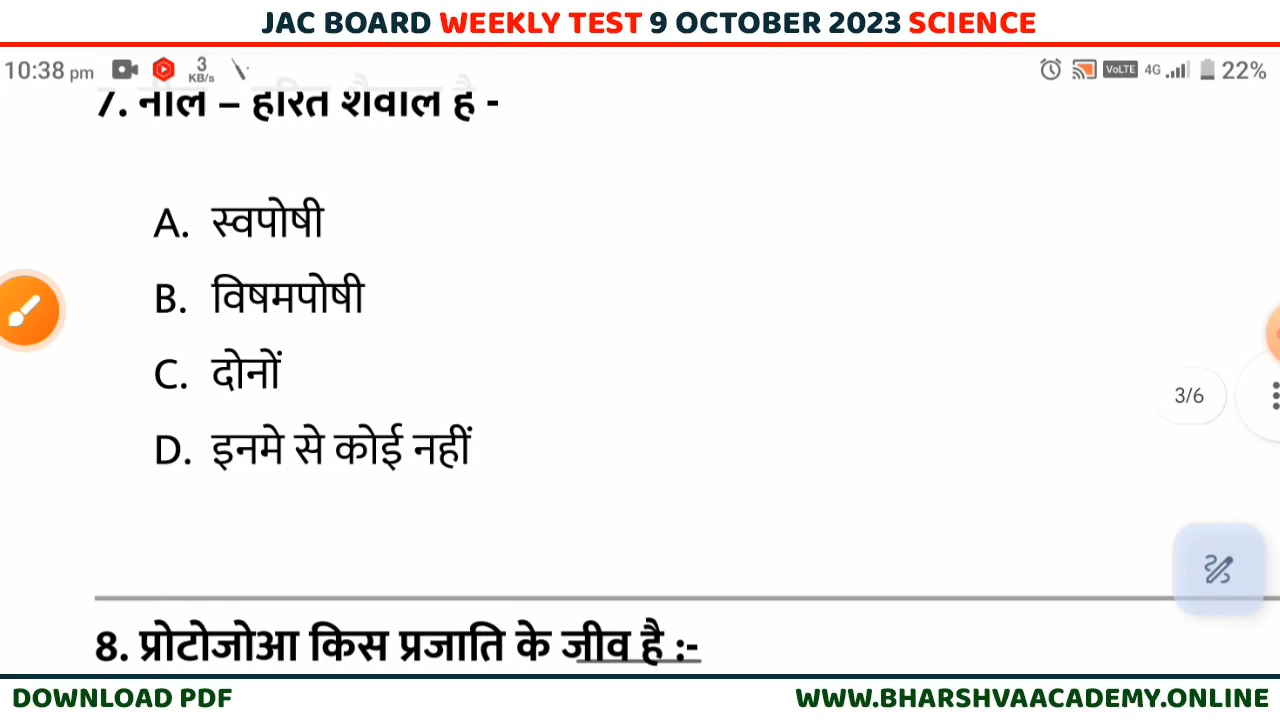 JAC BOARD WEEKLY TEST 9 OCTOBER 2023 SCIENCE
10:38 pm 3 KB/s VoLTE 4G 22%
7. नील – हरित शैवाल है -
A. स्वपोषी
B. विषमपोषी
C. दोनों
3/6
D. इनमे से कोई नहीं
8. प्रोटोजोआ किस प्रजाति के जीव है :-
DOWNLOAD PDF WWW.BHARSHVAACADEMY.ONLINE